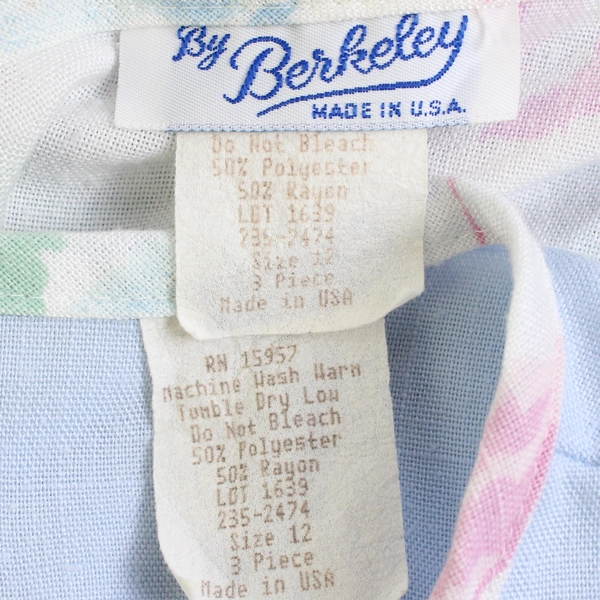 By Berkeley
MADE IN U.S.A.
Do Not Bleach
50% Polyester
50% Rayon
LOT 1639
235-2474
Size 12
3 Piece
Made in USA
RN 15957
Machine Wash Warm
Tumble Dry Low
Do Not Bleach
50% Polyester
50% Rayon
LOT 1639
235-2474
Size 12
3 Piece
Made in USA